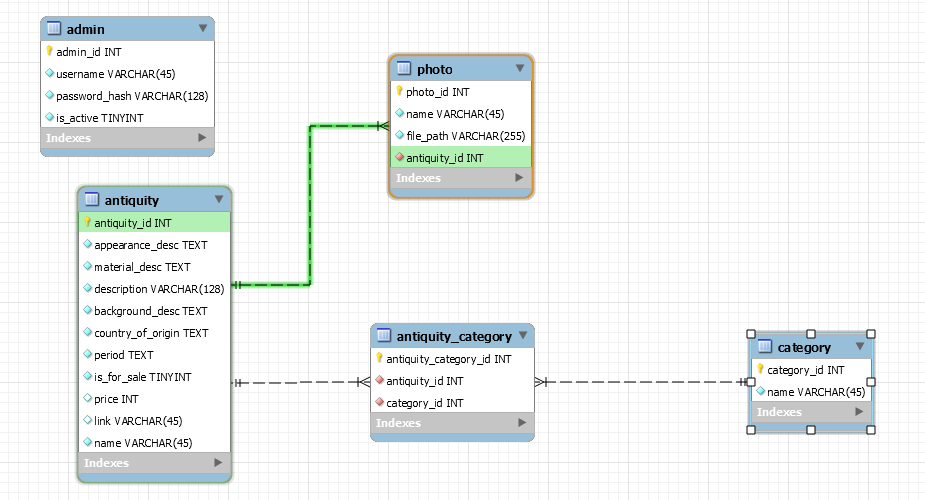 admin
admin_id INT
username VARCHAR(45)
password_hash VARCHAR(128)
is_active TINYINT
Indexes
photo
photo_id INT
name VARCHAR(45)
file_path VARCHAR(255)
antiquity_id INT
Indexes
antiquity
antiquity_id INT
appearance_desc TEXT
material_desc TEXT
description VARCHAR(128)
background_desc TEXT
country_of_origin TEXT
period TEXT
is_for_sale TINYINT
price INT
link VARCHAR(45)
name VARCHAR(45)
Indexes
antiquity_category
antiquity_category_id INT
antiquity_id INT
category_id INT
Indexes
category
category_id INT
name VARCHAR(45)
Indexes